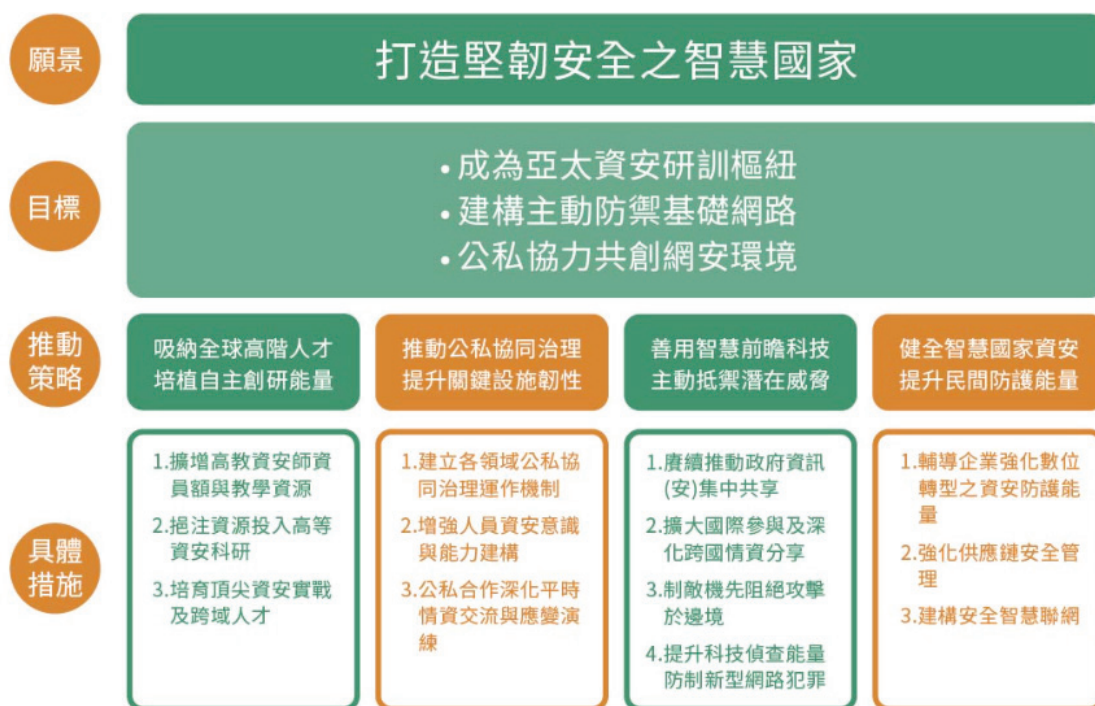 願景
打造堅韌安全之智慧國家
目標
•成為亞太資安研訓樞紐
•建構主動防禦基礎網路
•公私協力共創網安環境
推動
策略
吸納全球高階人才
培植自主創研能量
推動公私協同治理
提升關鍵設施韌性
善用智慧前瞻科技
主動抵禦潛在威脅
健全智慧國家資安
提升民間防護能量
具體
措施
1.擴增高教資安師資
員額與教學資源
2.挹注資源投入高等
資安科研
3.培育頂尖資安實戰
及跨域人才
1.建立各領域公私協
同治理運作機制
2.增強人員資安意識
與能力建構
3.公私合作深化平時
情資交流與應變演
練
1.賡續推動政府資訊
(安)集中共享
2.擴大國際參與及深
化跨國情資分享
3.制敵機先阻絕攻擊
於邊境
4.提升科技偵查能量
防制新型網路犯罪
1.輔導企業強化數位
轉型之資安防護能
量
2.強化供應鏈安全管
理
3.建構安全智慧聯網